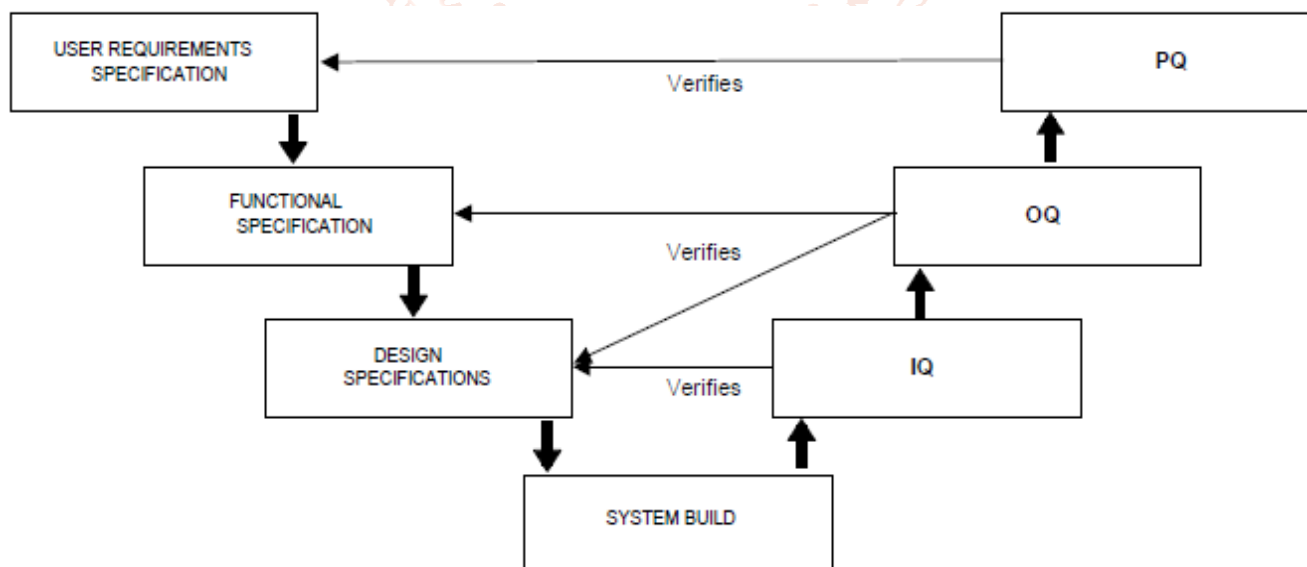 USER REQUIREMENTS
SPECIFICATION
PQ
Verifies
FUNCTIONAL
SPECIFICATION
OQ
Verifies
DESIGN
SPECIFICATIONS
IQ
Verifies
SYSTEM BUILD